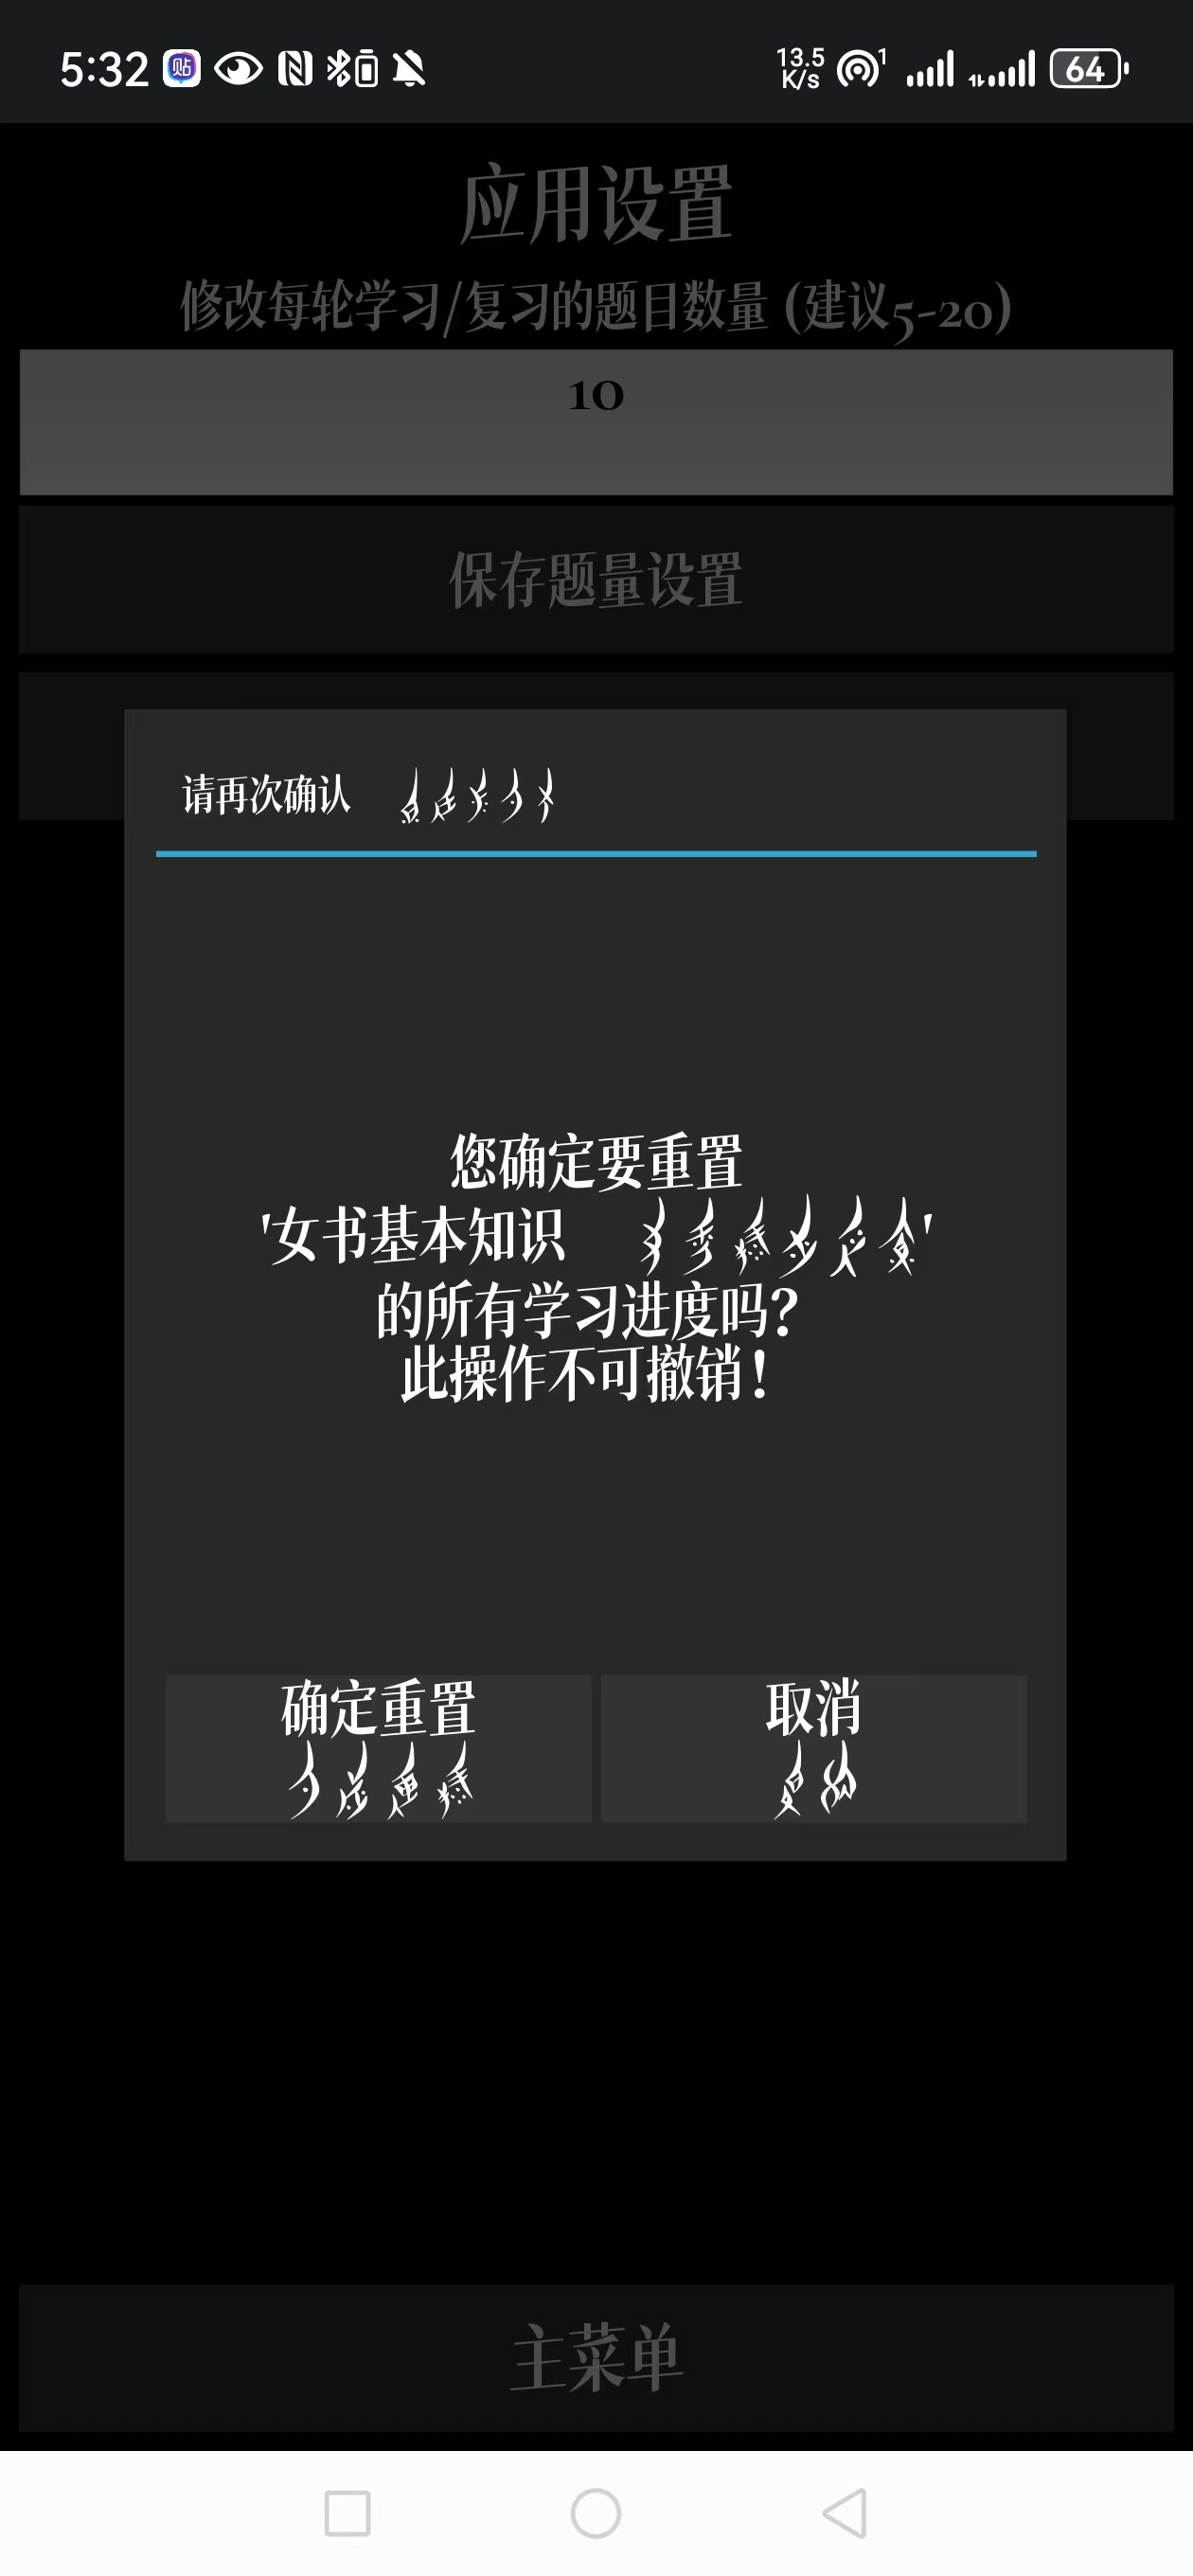 5:32 贴 13.5 K/s 1 64
应用设置
修改每轮学习/复习的题目数量 (建议5-20)
10
保存题量设置
请再次确认
您确定要重置
'女书基本知识 '
的所有学习进度吗?
此操作不可撤销!
确定重置
取消
主菜单